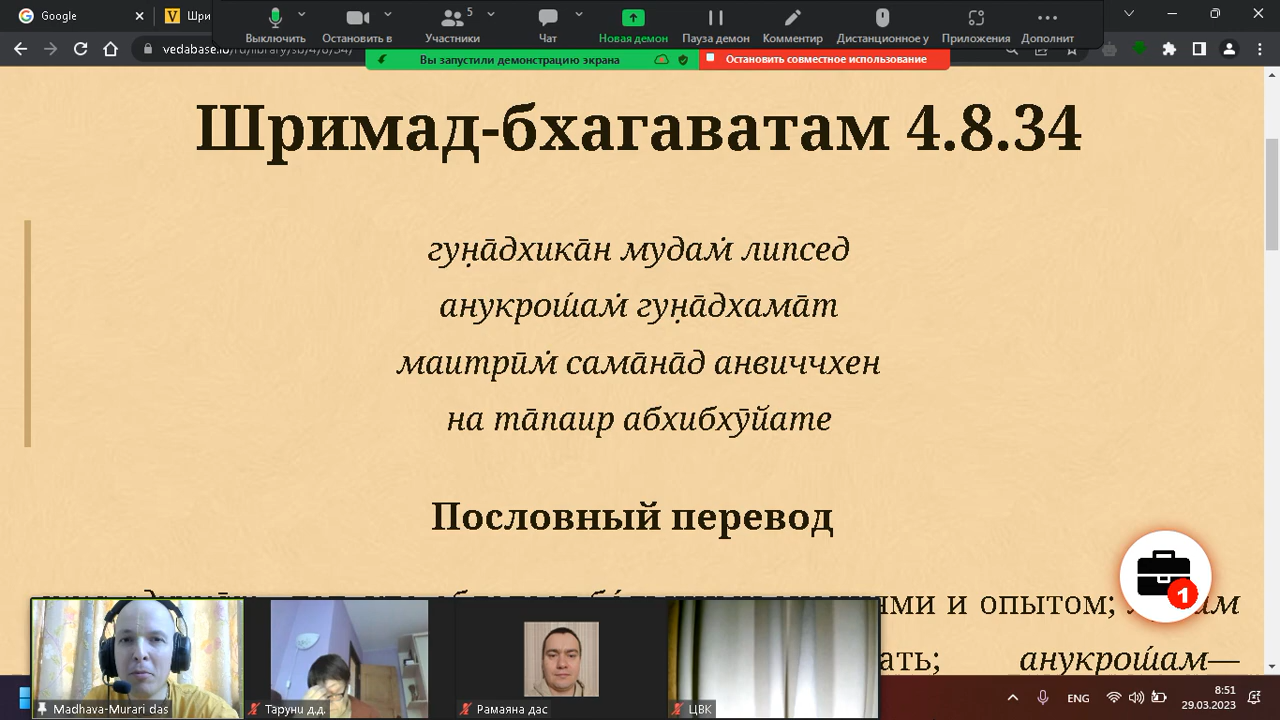 Google
Шри
Выключить
Остановить в
Участники
5
Чат
Новая демон
Пауза демон
Комментир
Дистанционное у
Приложения
Дополнит
Вы запустили демонстрацию экрана
Остановить совместное использование
Шримад-бхагаватам 4.8.34
гун̣а̄дхика̄н мудам̇ липсед
анукрош́ам̇ гун̣а̄дхама̄т
маитрӣм̇ сама̄на̄д анвиччхен
на та̄паир абхибхӯйате
Пословный перевод
ями и опытом;
ать; анукрош́ам—
1
Madhava-Murari das
Таруни д.д.
Рамаяна дас
ЦВК
ENG
8:51
29.03.2023